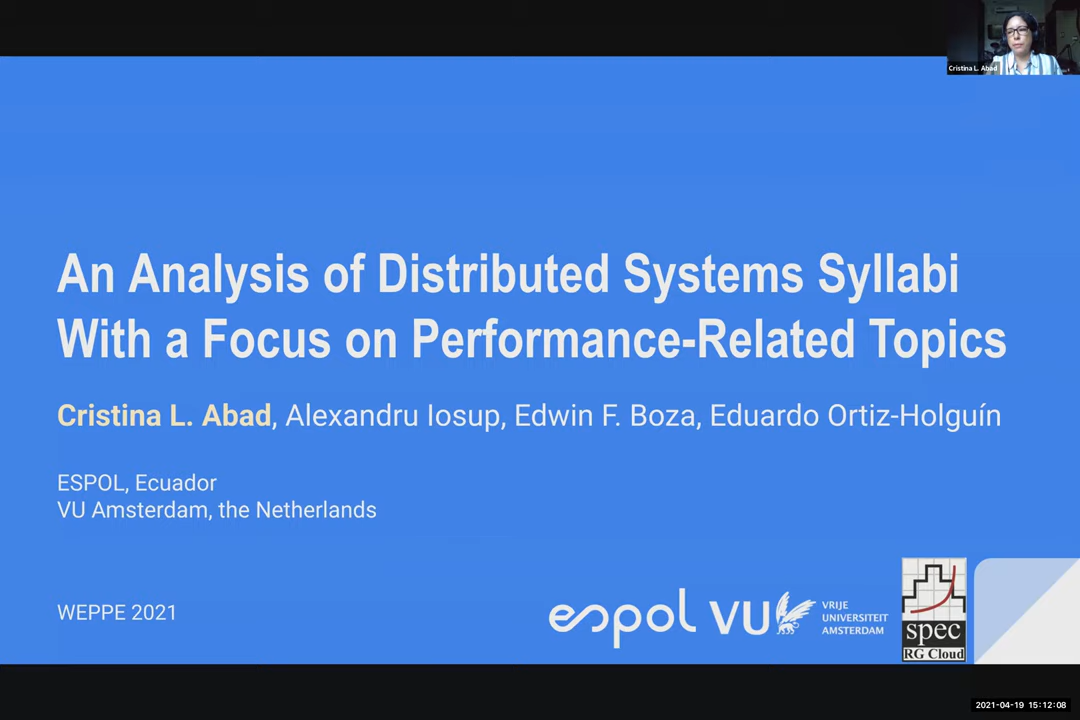 Cristina L. Abad
An Analysis of Distributed Systems Syllabi
With a Focus on Performance-Related Topics
Cristina L. Abad, Alexandru Iosup, Edwin F. Boza, Eduardo Ortiz-Holguín
ESPOL, Ecuador
VU Amsterdam, the Netherlands
WEPPE 2021
espol
VU
VRIJE
UNIVERSITEIT
AMSTERDAM
spec
RG Cloud
2021-04-19 15:12:08